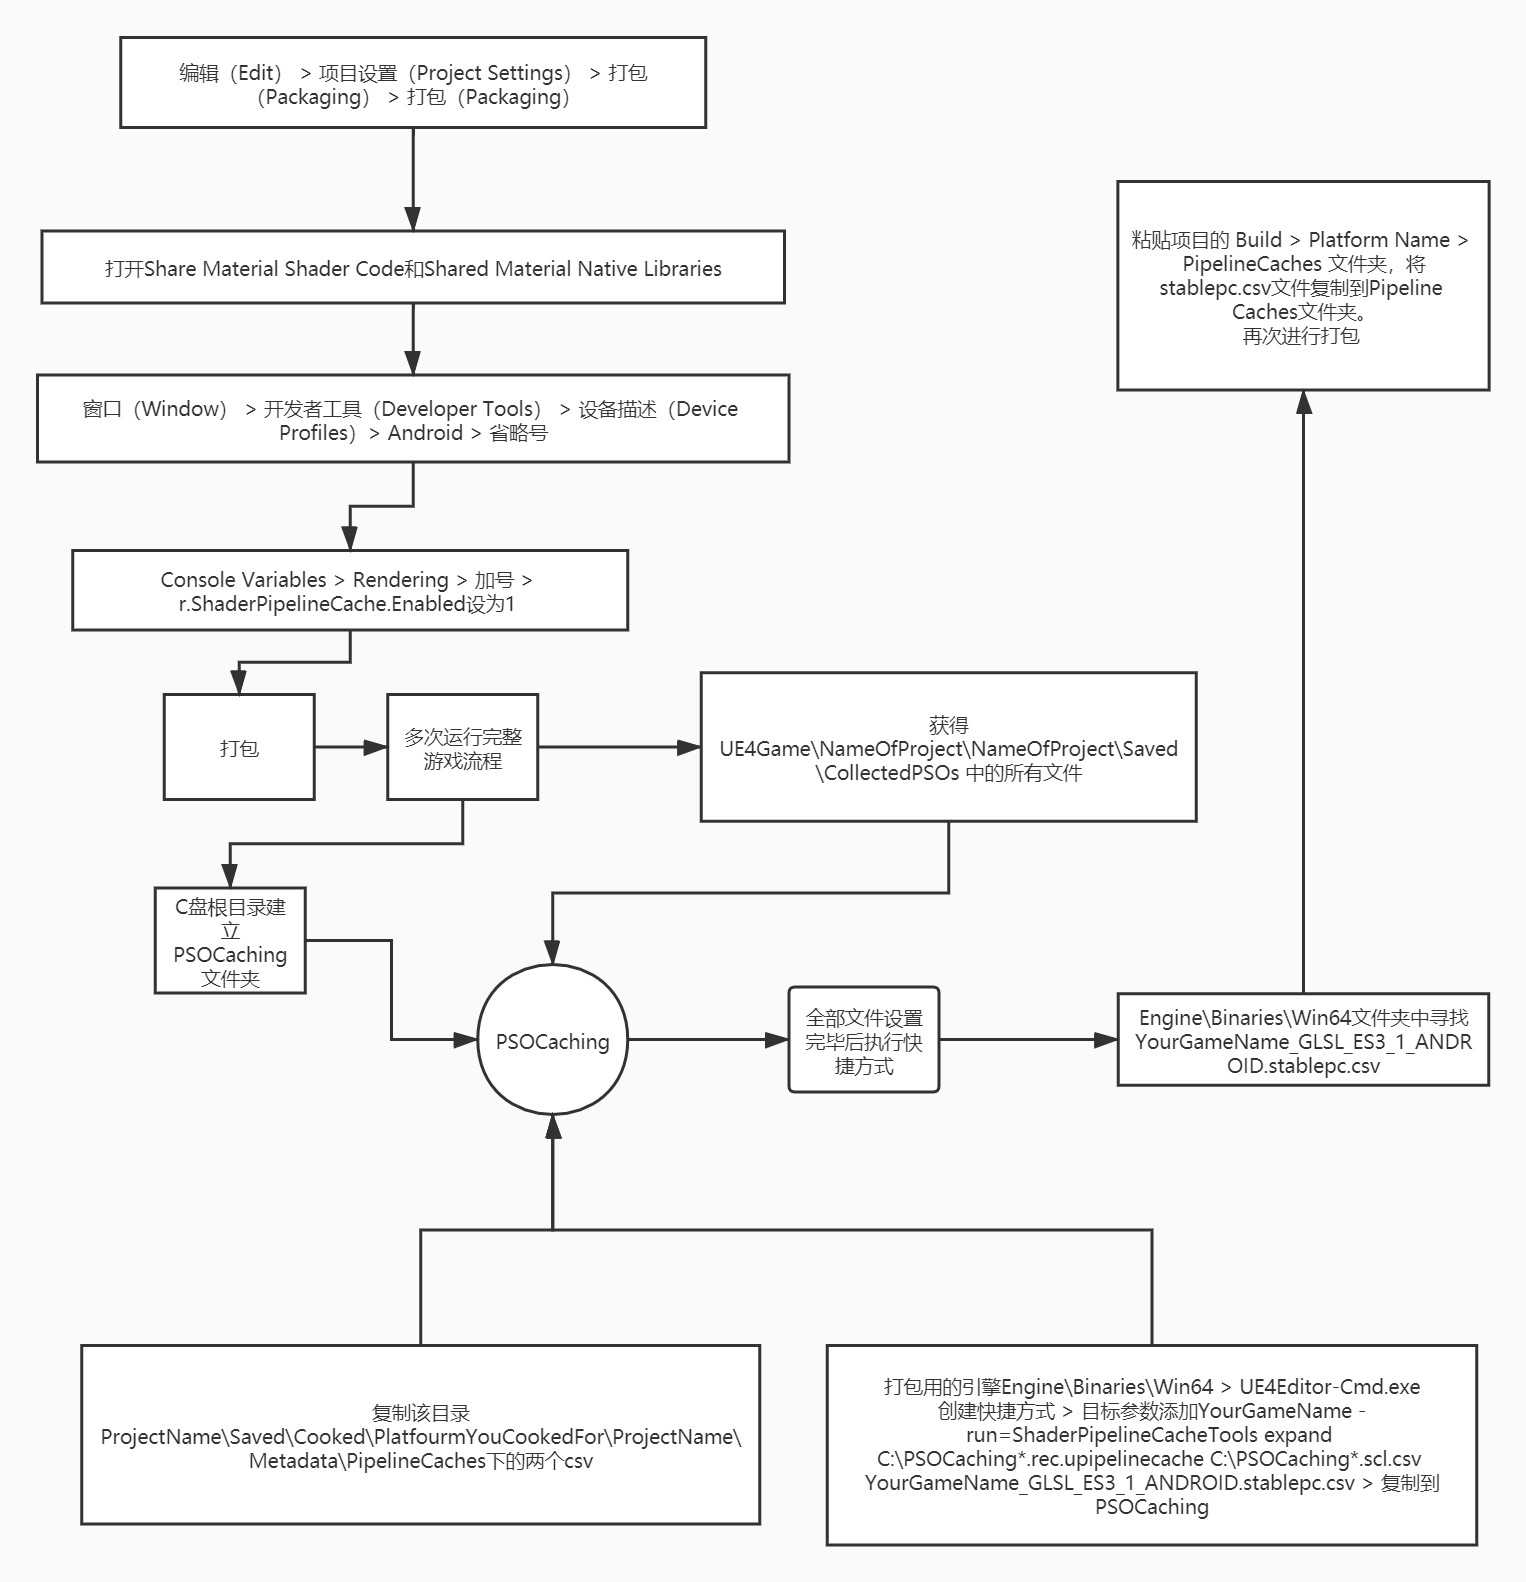 编辑（Edit） > 项目设置（Project Settings） > 打包
（Packaging） > 打包（Packaging）
打开Share Material Shader Code和Shared Material Native Libraries
窗口（Window） > 开发者工具（Developer Tools） > 设备描述（Device
Profiles）> Android > 省略号
Console Variables > Rendering > 加号 >
r.ShaderPipelineCache.Enabled设为1
打包
多次运行完整
游戏流程
获得
UE4Game\NameOfProject\NameOfProject\Saved
\CollectedPSOs 中的所有文件
C盘根目录建
立
PSOCaching
文件夹
PSOCaching
全部文件设置
完毕后执行快
捷方式
Engine\Binaries\Win64文件夹中寻找
YourGameName_GLSL_ES3_1_ANDR
OID.stablepc.csv
粘贴项目的 Build > Platform Name >
PipelineCaches 文件夹，将
stablepc.csv文件复制到Pipeline
Caches文件夹。
再次进行打包
复制该目录
ProjectName\Saved\Cooked\PlatfourmYouCookedFor\ProjectName\
Metadata\PipelineCaches下的两个csv
打包用的引擎Engine\Binaries\Win64 > UE4Editor-Cmd.exe
创建快捷方式 > 目标参数添加YourGameName -
run=ShaderPipelineCacheTools expand
C:\PSOCaching*.rec.upipelinecache C:\PSOCaching*.scl.csv
YourGameName_GLSL_ES3_1_ANDROID.stablepc.csv > 复制到
PSOCaching